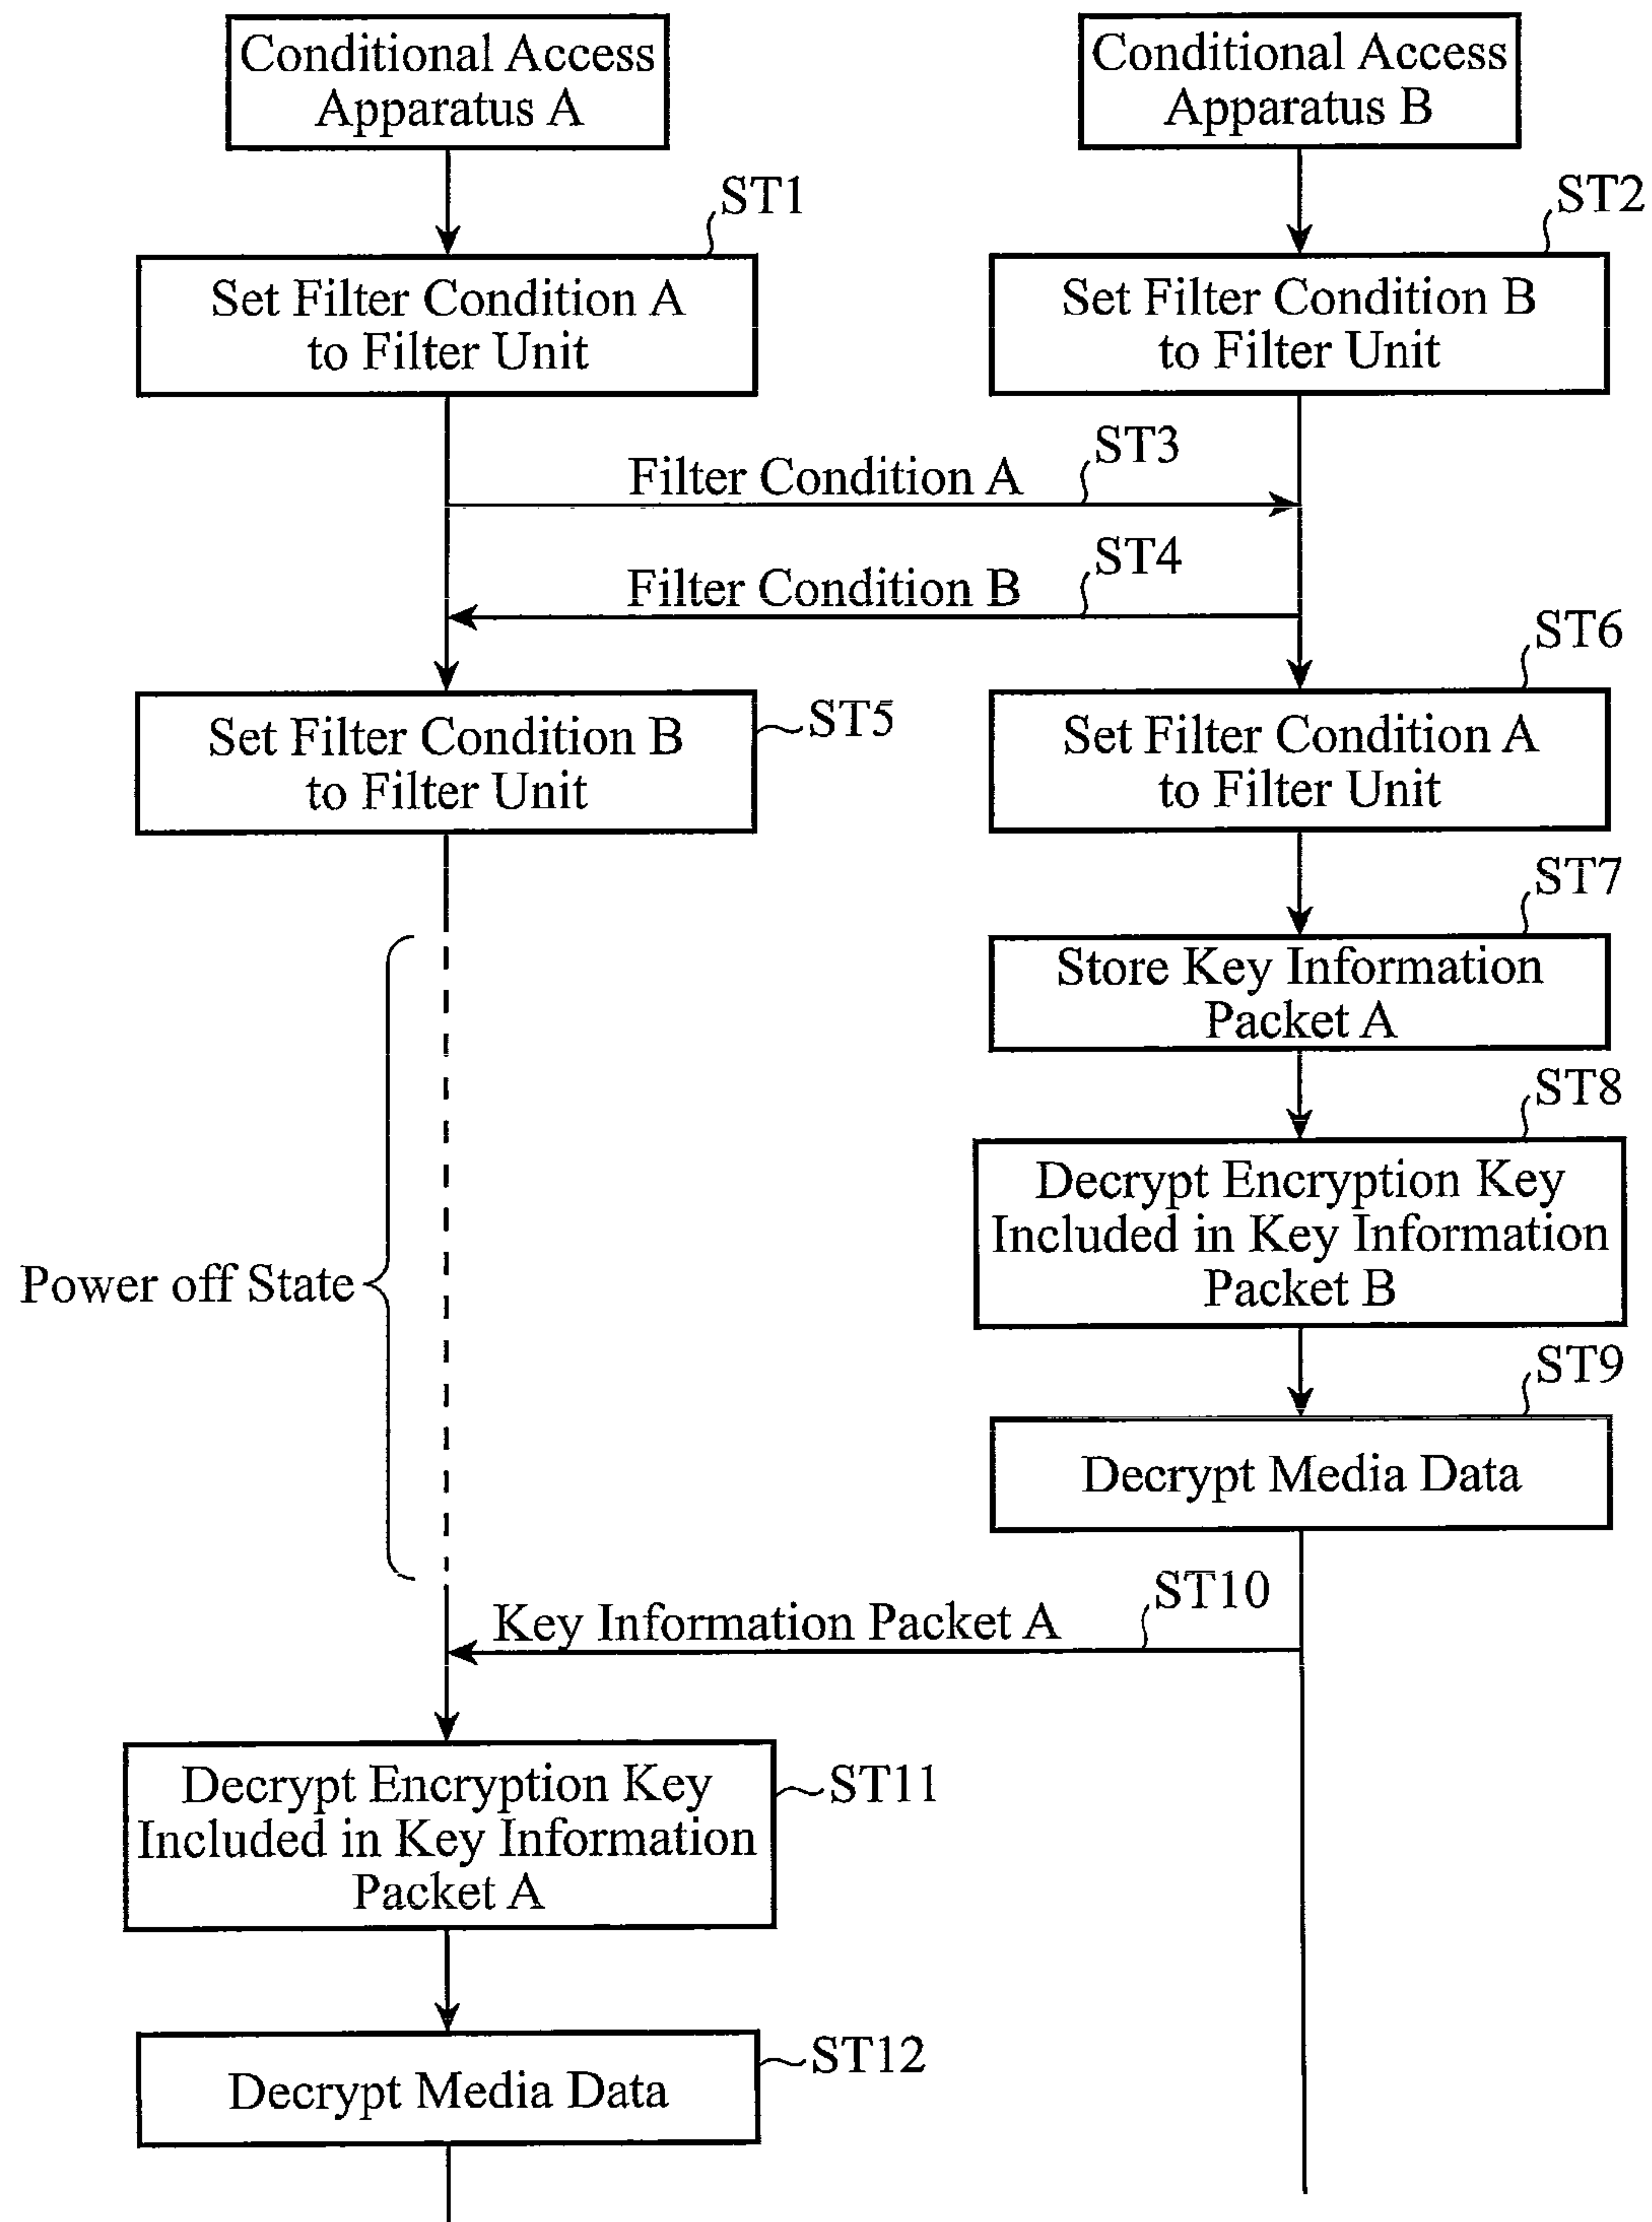 Conditional Access
Apparatus A
Conditional Access
Apparatus B
ST1
ST2
Set Filter Condition A
to Filter Unit
Set Filter Condition B
to Filter Unit
ST3
Filter Condition A
ST4
Filter Condition B
ST6
Set Filter Condition B
to Filter Unit
ST5
Set Filter Condition A
to Filter Unit
ST7
Store Key Information
Packet A
ST8
Decrypt Encryption Key
Included in Key Information
Packet B
Power off State
ST9
Decrypt Media Data
ST10
Key Information Packet A
Decrypt Encryption Key
Included in Key Information
Packet A
ST11
ST12
Decrypt Media Data